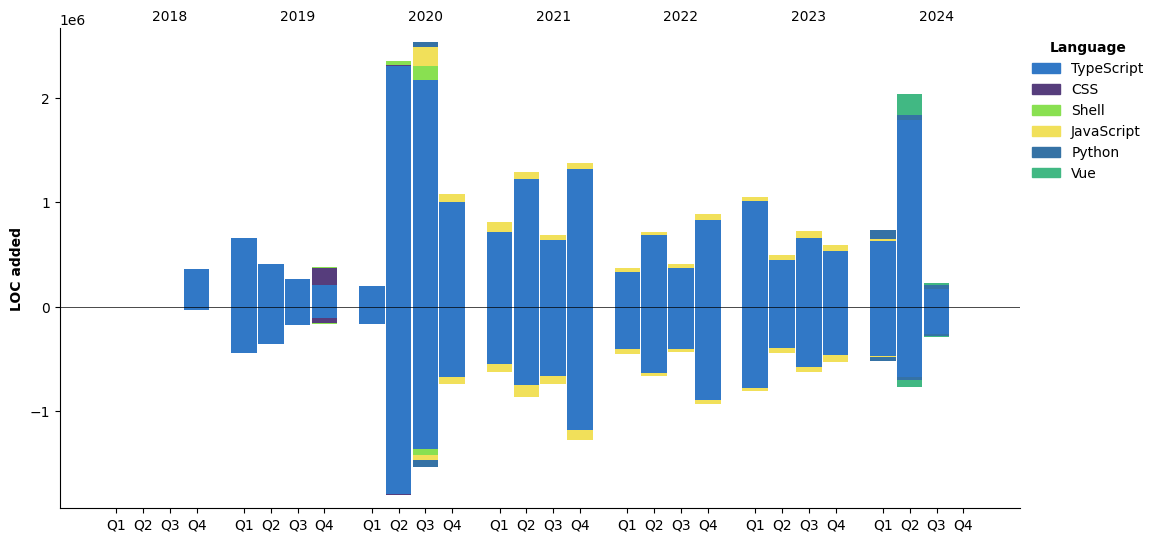 2018 2019 2020 2021 2022 2023 2024
1e6
Language
TypeScript
CSS
Shell
JavaScript
Python
Vue
LOC added
2
1
0
−1
Q1 Q2 Q3 Q4 Q1 Q2 Q3 Q4 Q1 Q2 Q3 Q4 Q1 Q2 Q3 Q4 Q1 Q2 Q3 Q4 Q1 Q2 Q3 Q4 Q1 Q2 Q3 Q4